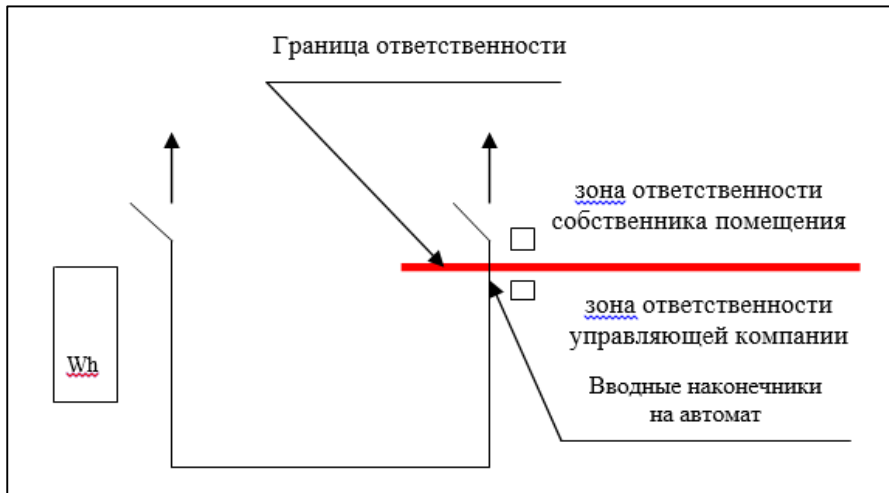 Граница ответственности
зона ответственности
собственника помещения
зона ответственности
управляющей компании
Wh
Вводные наконечники
на автомат